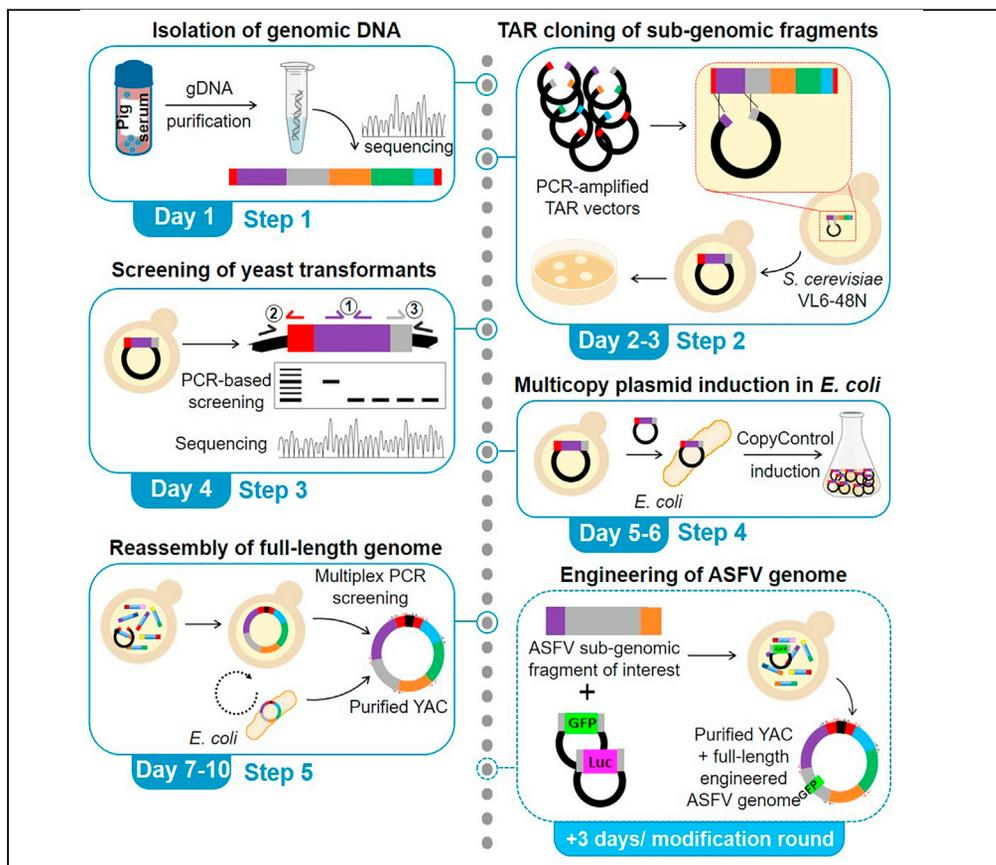 Isolation of genomic DNA
Pig
serum
gDNA
purification
sequencing
Day 1 Step 1
TAR cloning of sub-genomic fragments
PCR-amplified
TAR vectors
S. cerevisiae
VL6-48N
Day 2-3 Step 2
Screening of yeast transformants
2
1
3
PCR-based
screening
Sequencing
Day 4 Step 3
Multicopy plasmid induction in E. coli
E. coli
CopyControl
induction
Day 5-6 Step 4
Reassembly of full-length genome
Multiplex PCR
screening
E. coli
Purified YAC
Day 7-10 Step 5
Engineering of ASFV genome
ASFV sub-genomic
fragment of interest
+
GFP
Luc
GFP
Purified YAC
+ full-length
engineered
ASFV genome
GFP
+3 days/ modification round